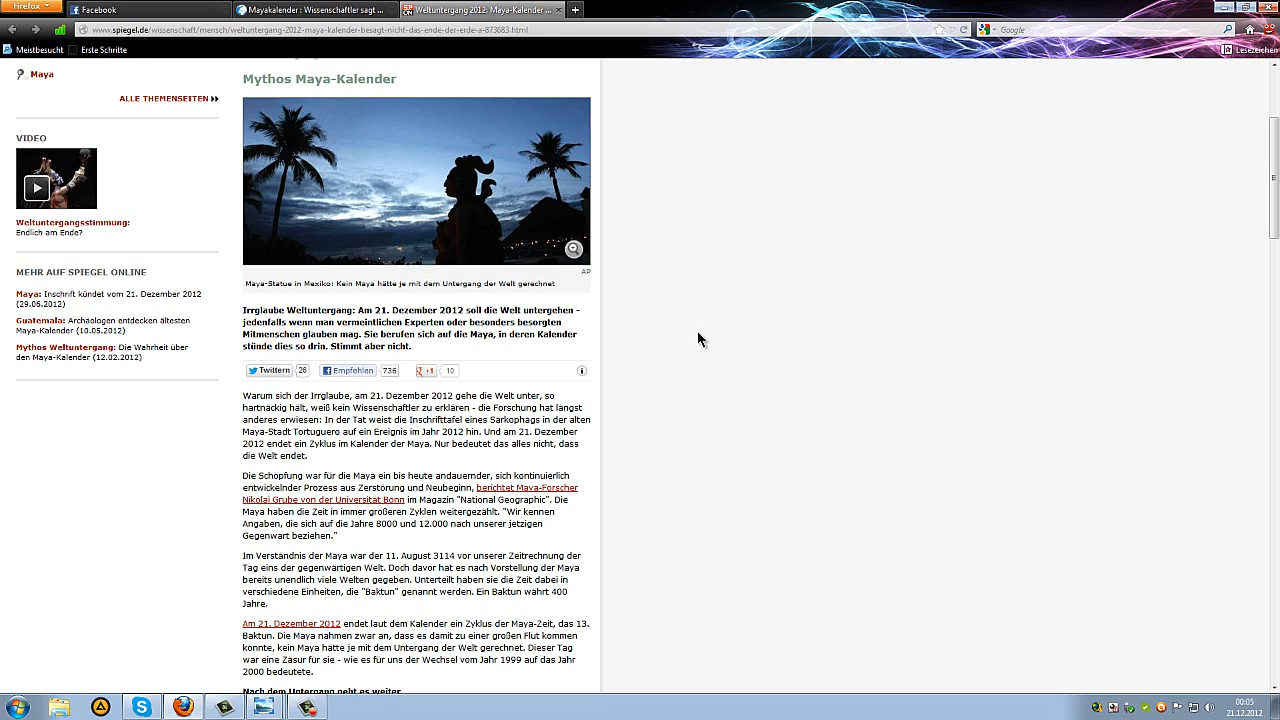 Firefox
Facebook
Mayakalender : Wissenschaftler sagt ...
Weltuntergang 2012: Maya-Kalender ...
www.spiegel.de/wissenschaft/mensch/weltuntergang-2012-maya-kalender-besagt-nicht-das-ende-der-erde-a-873683.html
Google
Meistbesucht
Erste Schritte
Lesezeichen
Maya
ALLE THEMENSEITEN
VIDEO
Weltuntergangsstimmung:
Endlich am Ende?
MEHR AUF SPIEGEL ONLINE
Maya: Inschrift kündet vom 21. Dezember 2012
(29.06.2012)
Guatemala: Archäologen entdecken ältesten
Maya-Kalender (10.05.2012)
Mythos Weltuntergang: Die Wahrheit über
den Maya-Kalender (12.02.2012)
Mythos Maya-Kalender
AP
Maya-Statue in Mexiko: Kein Maya hätte je mit dem Untergang der Welt gerechnet
Irrglaube Weltuntergang: Am 21. Dezember 2012 soll die Welt untergehen -
jedenfalls wenn man vermeintlichen Experten oder besonders besorgten
Mitmenschen glauben mag. Sie berufen sich auf die Maya, in deren Kalender
stünde dies so drin. Stimmt aber nicht.
Twittern 26 Empfehlen 736 +1 10
Warum sich der Irrglaube, am 21. Dezember 2012 gehe die Welt unter, so
hartnäckig hält, weiß kein Wissenschaftler zu erklären - die Forschung hat längst
anderes erwiesen: In der Tat weist die Inschrifttafel eines Sarkophags in der alten
Maya-Stadt Tortuguero auf ein Ereignis im Jahr 2012 hin. Und am 21. Dezember
2012 endet ein Zyklus im Kalender der Maya. Nur bedeutet das alles nicht, dass
die Welt endet.
Die Schöpfung war für die Maya ein bis heute andauernder, sich kontinuierlich
entwickelnder Prozess aus Zerstörung und Neubeginn, berichtet Maya-Forscher
Nikolai Grube von der Universität Bonn im Magazin "National Geographic". Die
Maya haben die Zeit in immer größeren Zyklen weitergezählt. "Wir kennen
Angaben, die sich auf die Jahre 8000 und 12.000 nach unserer jetzigen
Gegenwart beziehen."
Im Verständnis der Maya war der 11. August 3114 vor unserer Zeitrechnung der
Tag eins der gegenwärtigen Welt. Doch davor hat es nach Vorstellung der Maya
bereits unendlich viele Welten gegeben. Unterteilt haben sie die Zeit dabei in
verschiedene Einheiten, die "Baktun" genannt werden. Ein Baktun währt 400
Jahre.
Am 21. Dezember 2012 endet laut dem Kalender ein Zyklus der Maya-Zeit, das 13.
Baktun. Die Maya nahmen zwar an, dass es damit zu einer großen Flut kommen
könnte, kein Maya hätte je mit dem Untergang der Welt gerechnet. Dieser Tag
war eine Zäsur für sie - wie es für uns der Wechsel vom Jahr 1999 auf das Jahr
2000 bedeutete.
Nach dem Untergang geht es weiter
00:05
21.12.2012